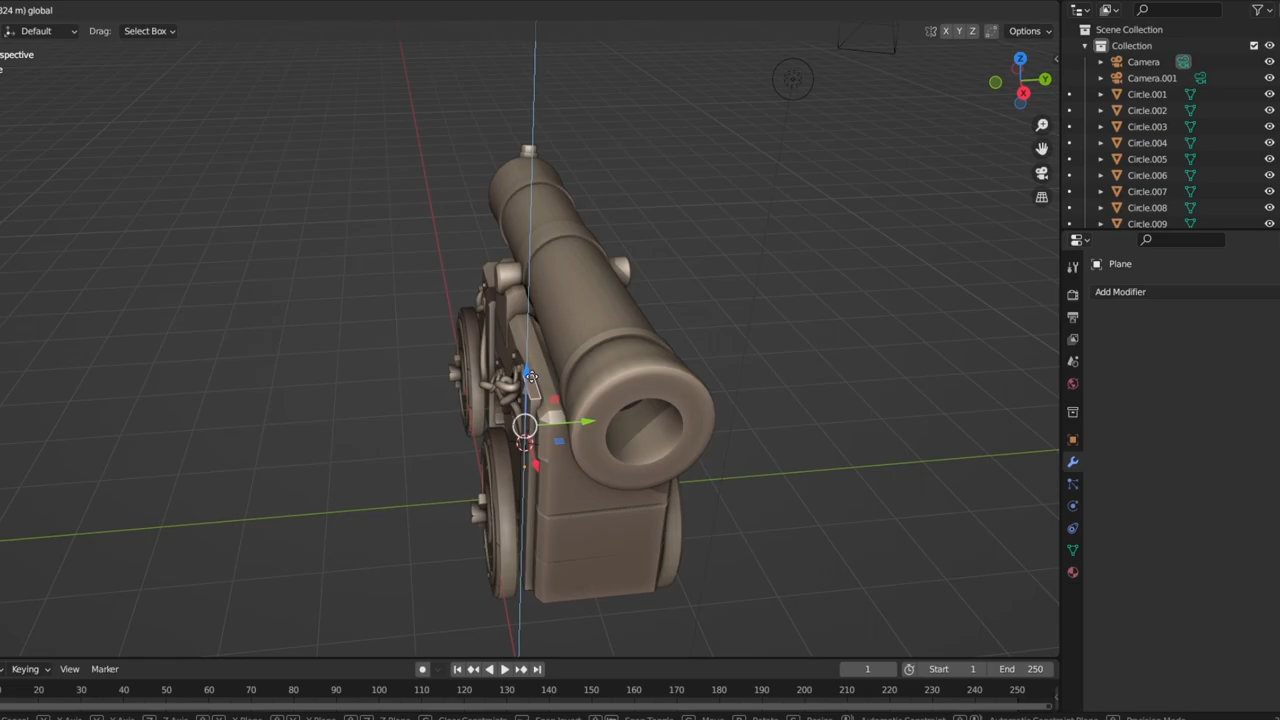 324 m) global
Default
Drag:
Select Box
X Y Z
Options
spective
e
Z
Y
X
Scene Collection
Collection
Camera
Camera.001
Circle.001
Circle.002
Circle.003
Circle.004
Circle.005
Circle.006
Circle.007
Circle.008
Circle.009
Plane
Add Modifier
Keying
View
Marker
1
Start 1
End 250
20 30 40 50 60 70 80 90 100 110 120 130 140 150 160 170 180 190 200 210 220 230 240 250